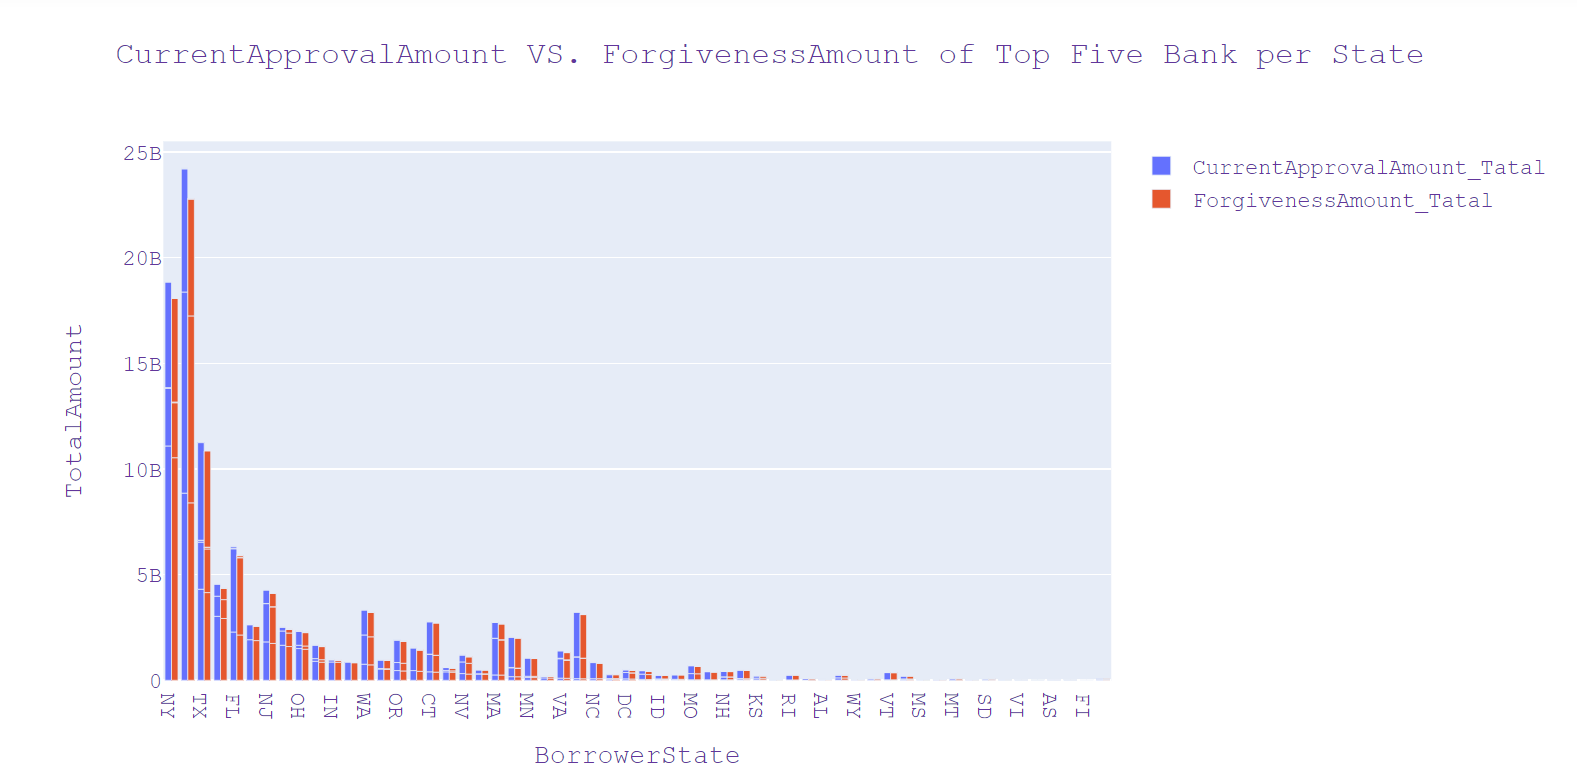 CurrentApprovalAmount VS. ForgivenessAmount of Top Five Bank per State
25B
20B
15B
10B
5B
0
TotalAmount
NY TX FL NJ OH IN WA OR CT NV MA MN VA NC DC ID MO NH KS RI AL WY VT MS MT SD VI AS FI
BorrowerState
CurrentApprovalAmount_Tatal
ForgivenessAmount_Tatal